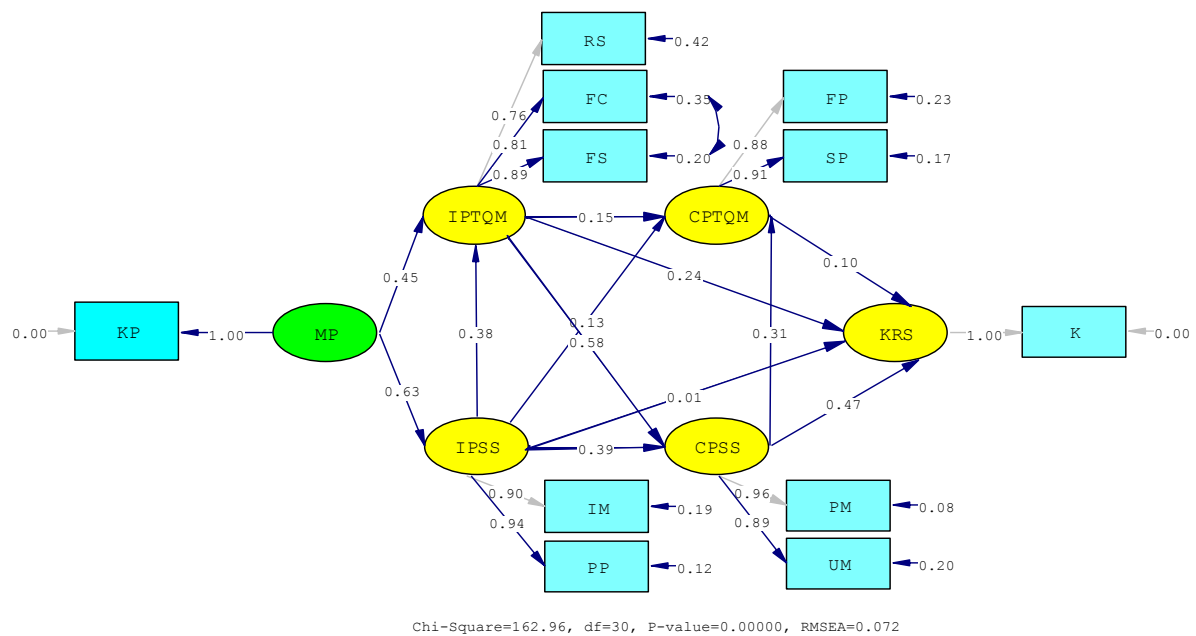 RS
0.42
FC
0.35
FP
0.23
0.76
0.81
0.88
FS
0.20
SP
0.17
0.89
0.91
IPTQM
0.15
CPTQM
0.45
0.24
0.10
0.00
KP
1.00
MP
0.38
0.13
0.58
0.31
KRS
1.00
K
0.00
0.63
0.01
0.47
IPSS
0.39
CPSS
0.90
0.96
IM
0.19
PM
0.08
0.94
0.89
PP
0.12
UM
0.20
Chi-Square=162.96, df=30, P-value=0.00000, RMSEA=0.072